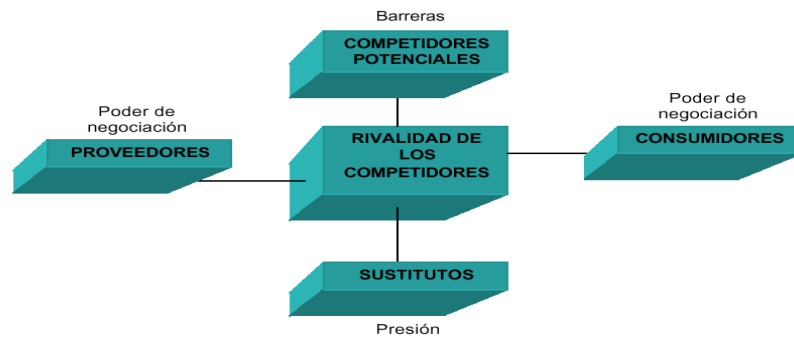 Barreras
COMPETIDORES
POTENCIALES
Poder de
negociación
PROVEEDORES
RIVALIDAD DE
LOS
COMPETIDORES
Poder de
negociación
CONSUMIDORES
SUSTITUTOS
Presión